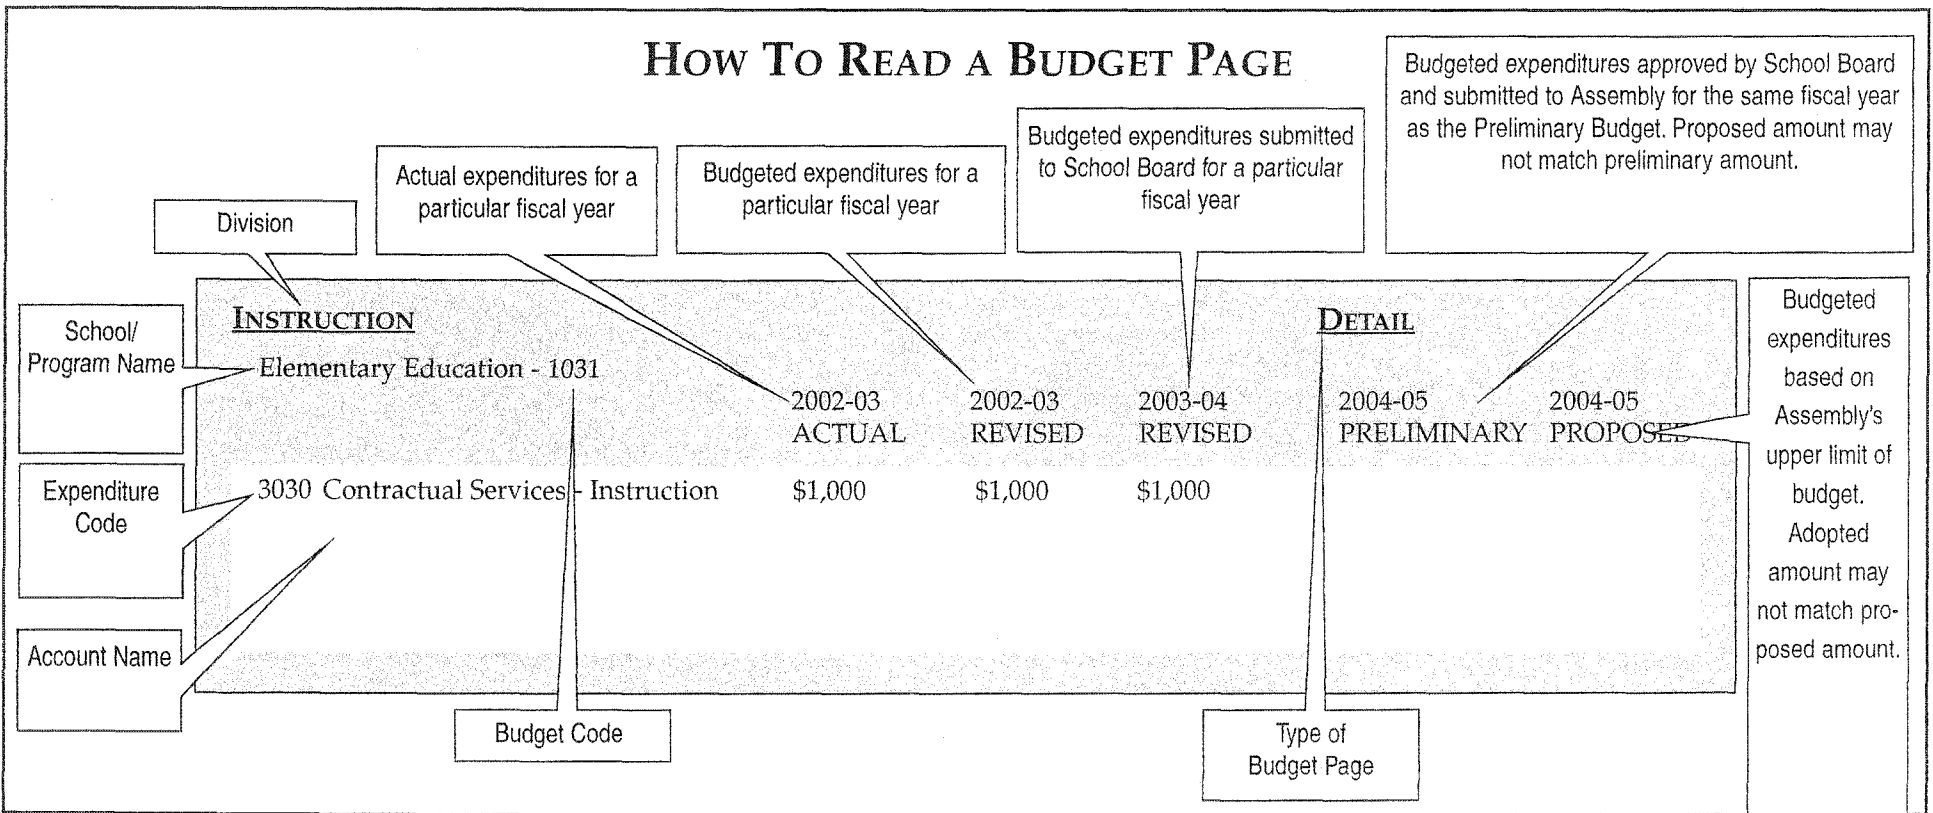 HOW TO READ A BUDGET PAGE
Budgeted expenditures approved by School Board
and submitted to Assembly for the same fiscal year
as the Preliminary Budget. Proposed amount may
not match preliminary amount.
Budgeted expenditures submitted
to School Board for a particular
fiscal year
Actual expenditures for a
particular fiscal year
Budgeted expenditures for a
particular fiscal year
Division
School/
Program Name
INSTRUCTION
DETAIL
Elementary Education - 1031
2002-03 2002-03 2003-04 2004-05 2004-05
ACTUAL REVISED REVISED PRELIMINARY PROPOSED
Expenditure
Code
3030 Contractual Services - Instruction $1,000 $1,000 $1,000
Account Name
Budget Code
Type of
Budget Page
Budgeted
expenditures
based on
Assembly's
upper limit of
budget.
Adopted
amount may
not match pro-
posed amount.